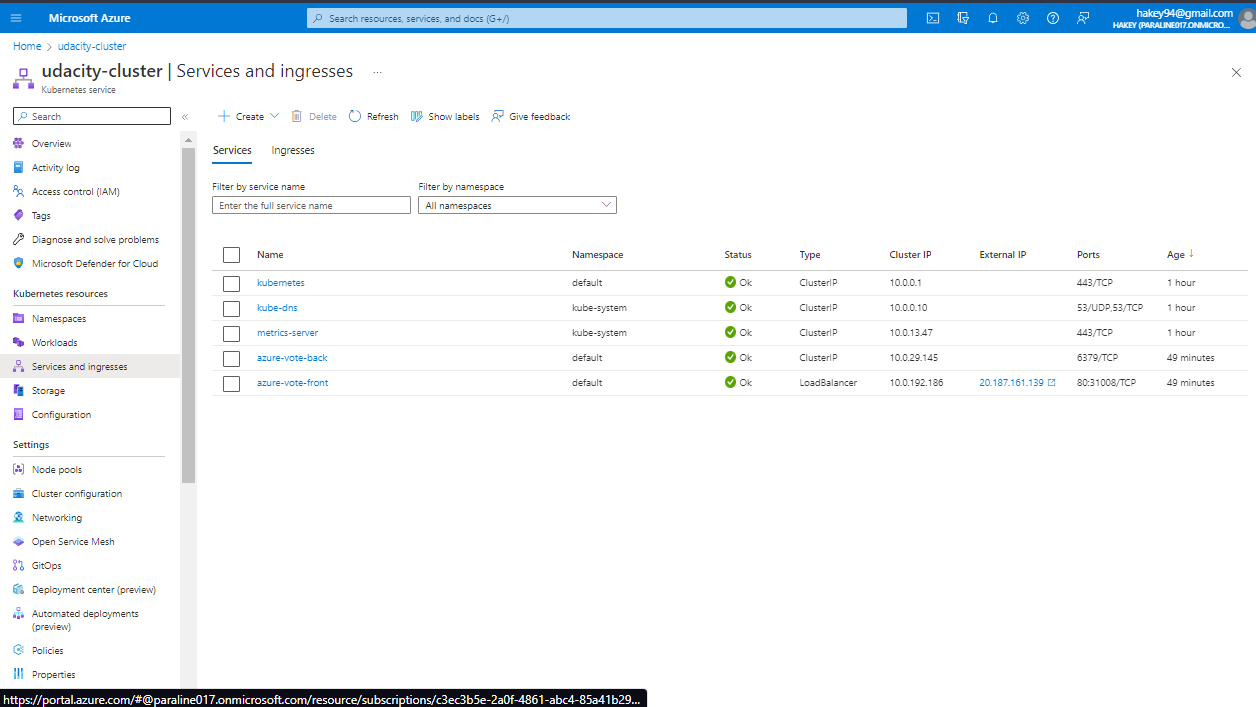 Microsoft Azure
Search resources, services, and docs (G+/)
hakey94@gmail.com
HAKEY (PARALINE017.ONMICRO...
Home > udacity-cluster
udacity-cluster | Services and ingresses ...
Kubernetes service
Search «
Create Delete Refresh Show labels Give feedback
Overview
Activity log
Access control (IAM)
Tags
Diagnose and solve problems
Microsoft Defender for Cloud
Kubernetes resources
Namespaces
Workloads
Services and ingresses
Storage
Configuration
Settings
Node pools
Cluster configuration
Networking
Open Service Mesh
GitOps
Deployment center (preview)
Automated deployments
(preview)
Policies
Properties
Services Ingresses
Filter by service name Filter by namespace
Enter the full service name All namespaces
Name Namespace Status Type Cluster IP External IP Ports Age ↓
kubernetes default Ok ClusterIP 10.0.0.1 443/TCP 1 hour
kube-dns kube-system Ok ClusterIP 10.0.0.10 53/UDP,53/TCP 1 hour
metrics-server kube-system Ok ClusterIP 10.0.13.47 443/TCP 1 hour
azure-vote-back default Ok ClusterIP 10.0.29.145 6379/TCP 49 minutes
azure-vote-front default Ok LoadBalancer 10.0.192.186 20.187.161.139 80:31008/TCP 49 minutes
https://portal.azure.com/#@paraline017.onmicrosoft.com/resource/subscriptions/c3ec3b5e-2a0f-4861-abc4-85a41b29...